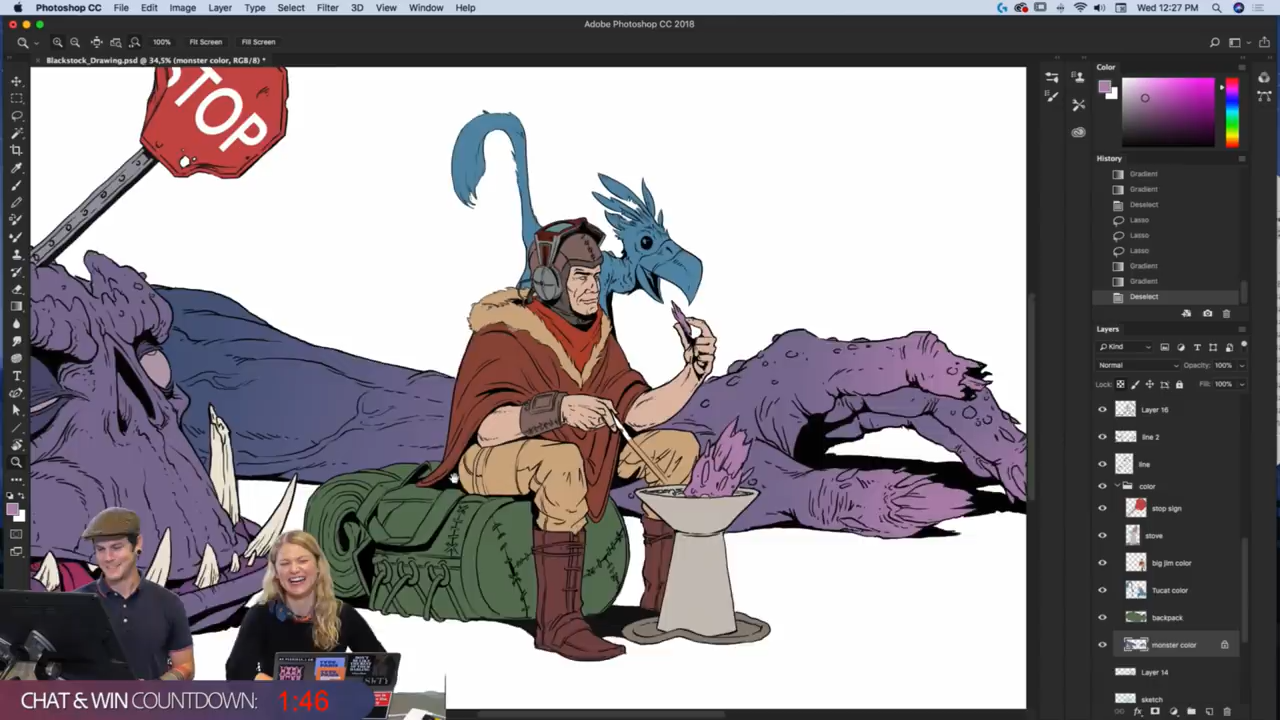 Photoshop CC File Edit Image Layer Type Select Filter 3D View Window Help
Wed 12:27 PM
Adobe Photoshop CC 2018
100% Fit Screen Fill Screen
Blackstock_Drawing.psd @ 34,5% (monster color, RGB/8) *
STOP
Color
History
Gradient
Gradient
Deselect
Lasso
Lasso
Lasso
Gradient
Gradient
Deselect
Layers
Kind
Normal Opacity: 100%
Lock: Fill: 100%
Layer 16
line 2
line
color
stop sign
stove
big jim color
Tucat color
backpack
monster color
Layer 14
sketch
CHAT & WIN COUNTDOWN: 1:46